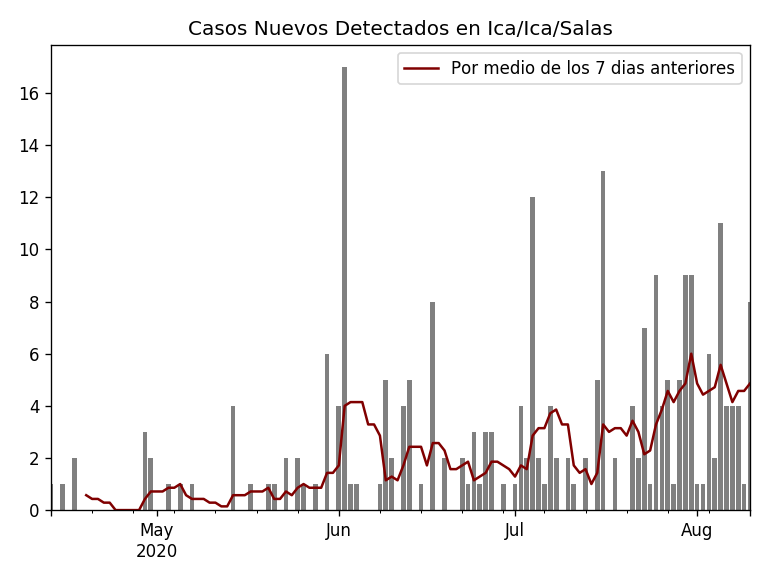 Casos Nuevos Detectados en Ica/Ica/Salas
Por medio de los 7 dias anteriores
16
14
12
10
8
6
4
2
0
May
2020
Jun
Jul
Aug